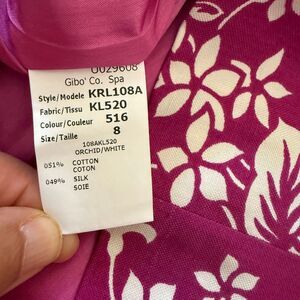 U029608
Gibo' Co. Spa
Style/Modele KRL108A
Fabric/Tissu KL520
Colour/Couleur 516
Size/Taille 8
108AKL520
ORCHID/WHITE
051% COTTON
COTON
049% SILK
SOIE